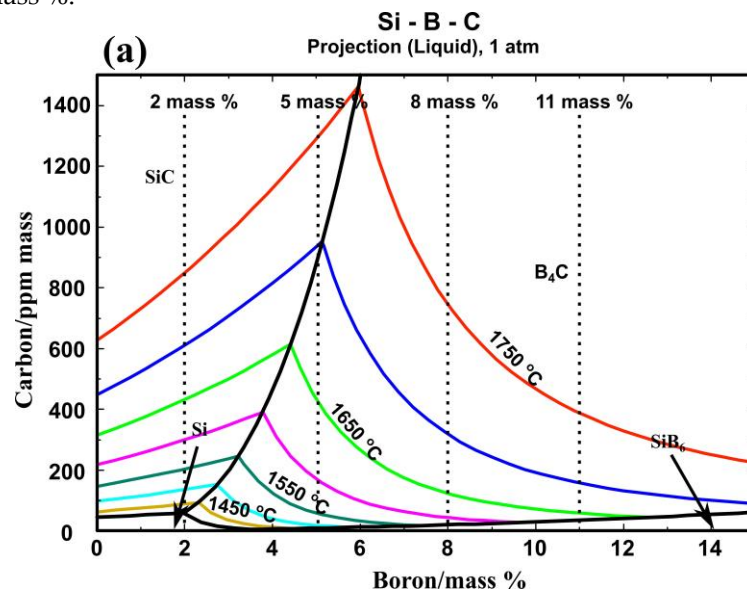 mass %.
Si - B - C
(a)
Projection (Liquid), 1 atm
1400
1200
1000
800
600
400
200
0
Carbon/ppm mass
2 mass %
5 mass %
8 mass %
11 mass %
SiC
B₄C
Si
SiB₆
1750 °C
1650 °C
1550 °C
1450 °C
0 2 4 6 8 10 12 14
Boron/mass %